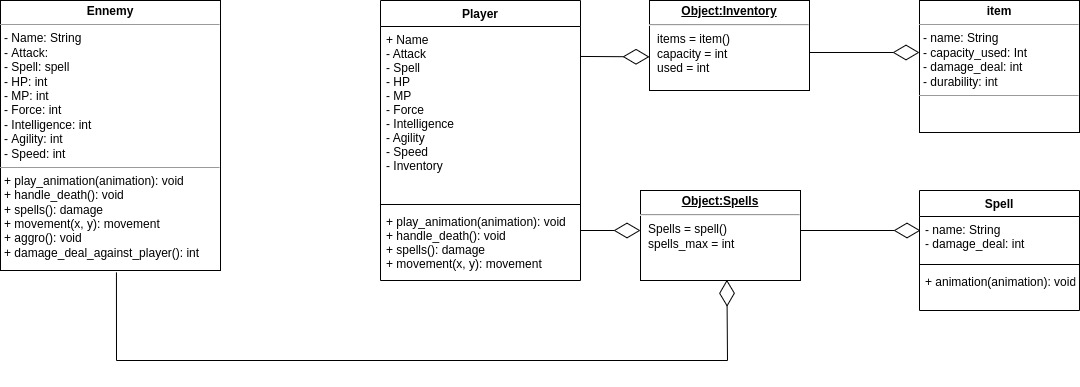 Ennemy
- Name: String
- Attack:
- Spell: spell
- HP: int
- MP: int
- Force: int
- Intelligence: int
- Agility: int
- Speed: int
+ play_animation(animation): void
+ handle_death(): void
+ spells(): damage
+ movement(x, y): movement
+ aggro(): void
+ damage_deal_against_player(): int
Player
+ Name
- Attack
- Spell
- HP
- MP
- Force
- Intelligence
- Agility
- Speed
- Inventory
+ play_animation(animation): void
+ handle_death(): void
+ spells(): damage
+ movement(x, y): movement
Object:Inventory
items = item()
capacity = int
used = int
item
- name: String
- capacity_used: Int
- damage_deal: int
- durability: int
Object:Spells
Spells = spell()
spells_max = int
Spell
- name: String
- damage_deal: int
+ animation(animation): void